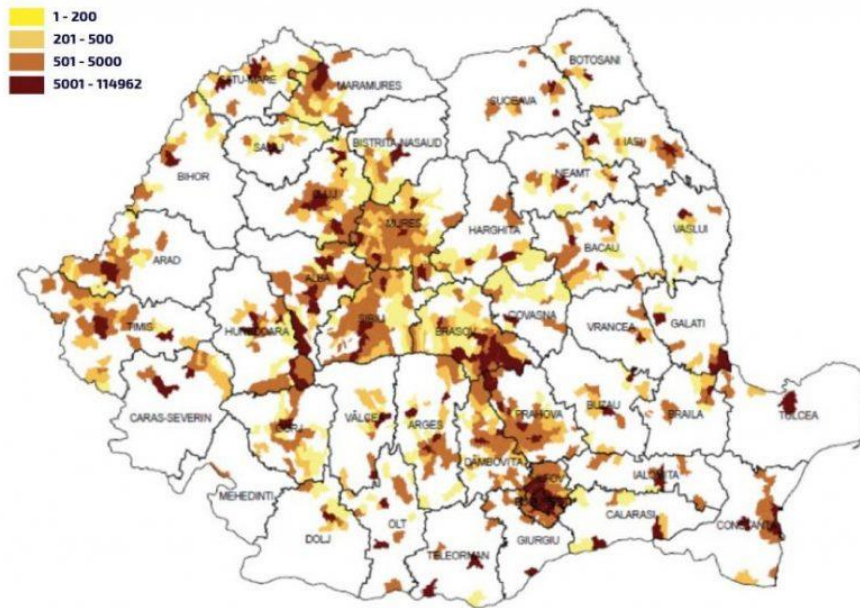 1 - 200
201 - 500
501 - 5000
5001 - 114962
BOTOSANI
SATU-MARE
MARAMURES
SUCEAVA
IASI
BISTRITA-NASAUD
SALAJ
BIHOR
NEAMT
CLUJ
MURES
HARGHITA
VASLUI
BACAU
ARAD
ALBA
TIMIS
HUNEDOARA
SIBIU
BRASOV
COVASNA
VRANCEA
GALATI
CARAS-SEVERIN
GORJ
VÂLCEA
ARGES
PRAHOVA
BUZAU
BRAILA
TULCEA
DÂMBOVITA
IALOMITA
MEHEDINTI
DOLJ
OLT
TELEORMAN
GIURGIU
CALARASI
CONSTANTA